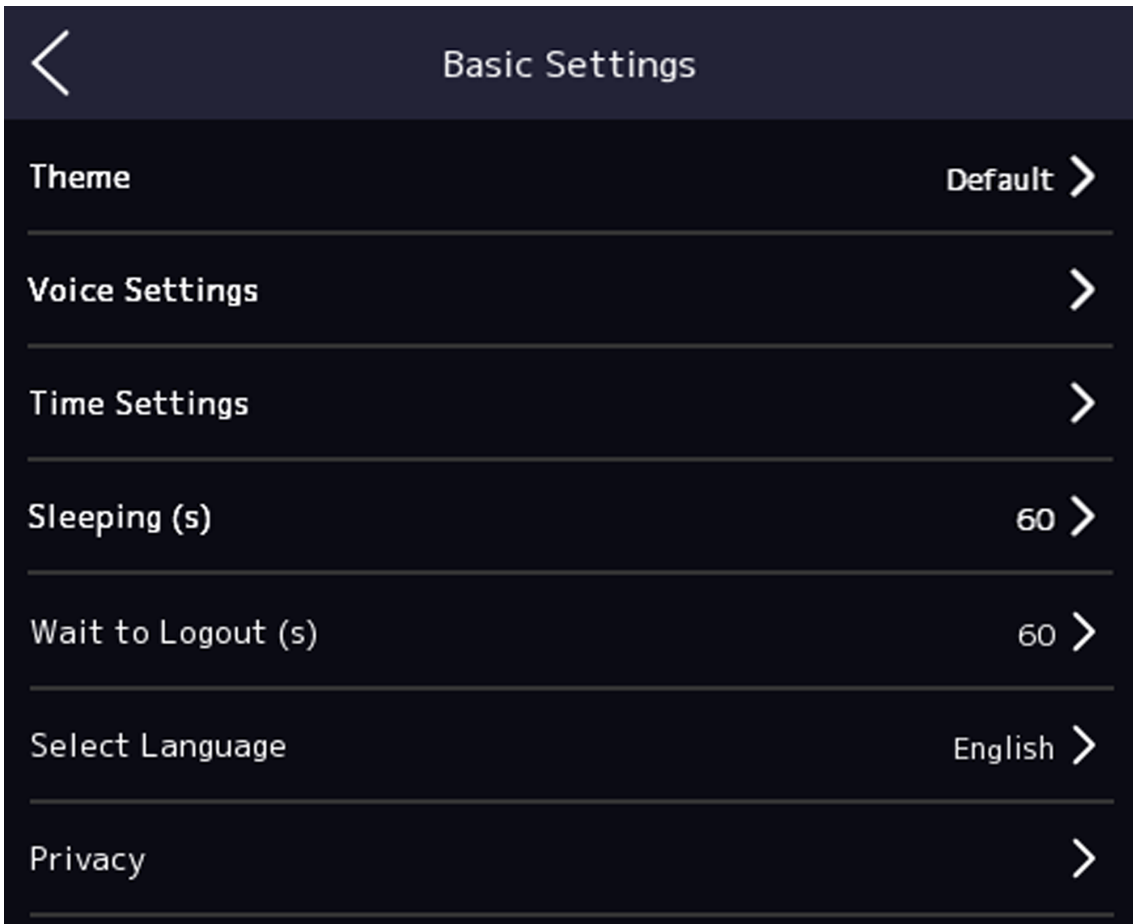 Basic Settings
Theme Default
Voice Settings
Time Settings
Sleeping (s) 60
Wait to Logout (s) 60
Select Language English
Privacy